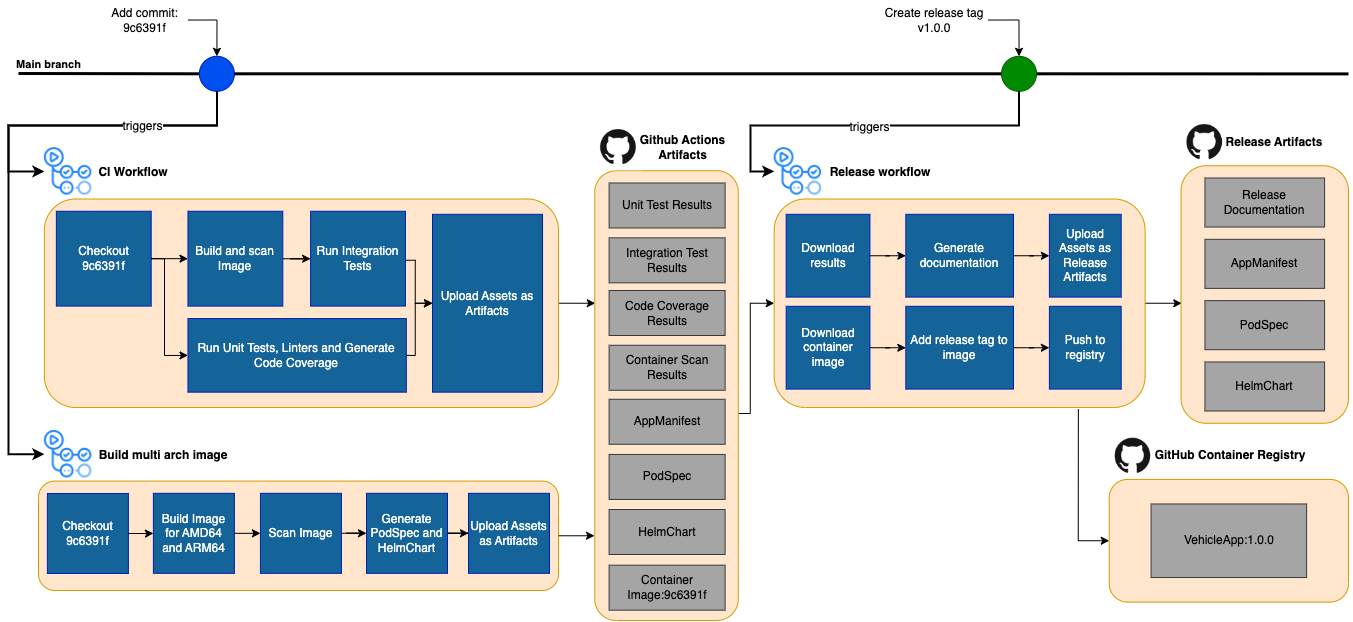 Add commit:
9c6391f
Create release tag
v1.0.0
Main branch
triggers
triggers
CI Workflow
Checkout
9c6391f
Build and scan
Image
Run Integration
Tests
Run Unit Tests, Linters and Generate
Code Coverage
Upload Assets as
Artifacts
Build multi arch image
Checkout
9c6391f
Build Image
for AMD64
and ARM64
Scan Image
Generate
PodSpec and
HelmChart
Upload Assets
as Artifacts
Github Actions
Artifacts
Unit Test Results
Integration Test
Results
Code Coverage
Results
Container Scan
Results
AppManifest
PodSpec
HelmChart
Container
Image:9c6391f
Release workflow
Download
results
Generate
documentation
Upload
Assets as
Release
Artifacts
Download
container
image
Add release tag to
image
Push to
registry
Release Artifacts
Release
Documentation
AppManifest
PodSpec
HelmChart
GitHub Container Registry
VehicleApp:1.0.0